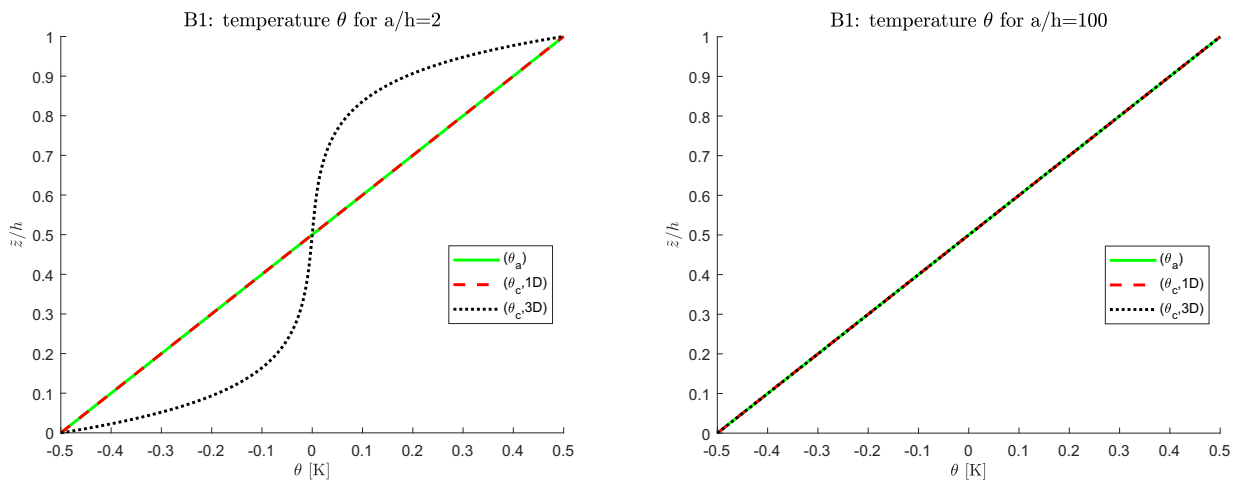 B1: temperature θ for a/h=2
1
0.9
0.8
0.7
0.6
0.5
0.4
0.3
0.2
0.1
0
z̃/h
-0.5 -0.4 -0.3 -0.2 -0.1 0 0.1 0.2 0.3 0.4 0.5
θ [K]
(θa)
(θc,1D)
(θc,3D)
B1: temperature θ for a/h=100
1
0.9
0.8
0.7
0.6
0.5
0.4
0.3
0.2
0.1
0
z̃/h
-0.5 -0.4 -0.3 -0.2 -0.1 0 0.1 0.2 0.3 0.4 0.5
θ [K]
(θa)
(θc,1D)
(θc,3D)